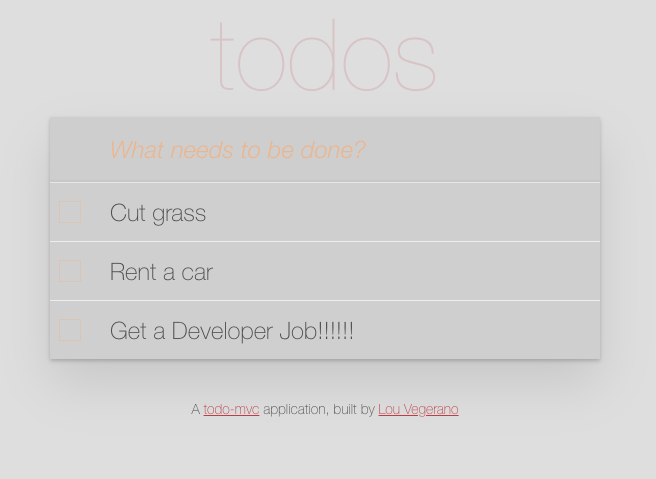 todos
What needs to be done?
Cut grass
Rent a car
Get a Developer Job!!!!!!
A todo-mvc application, built by Lou Vegerano